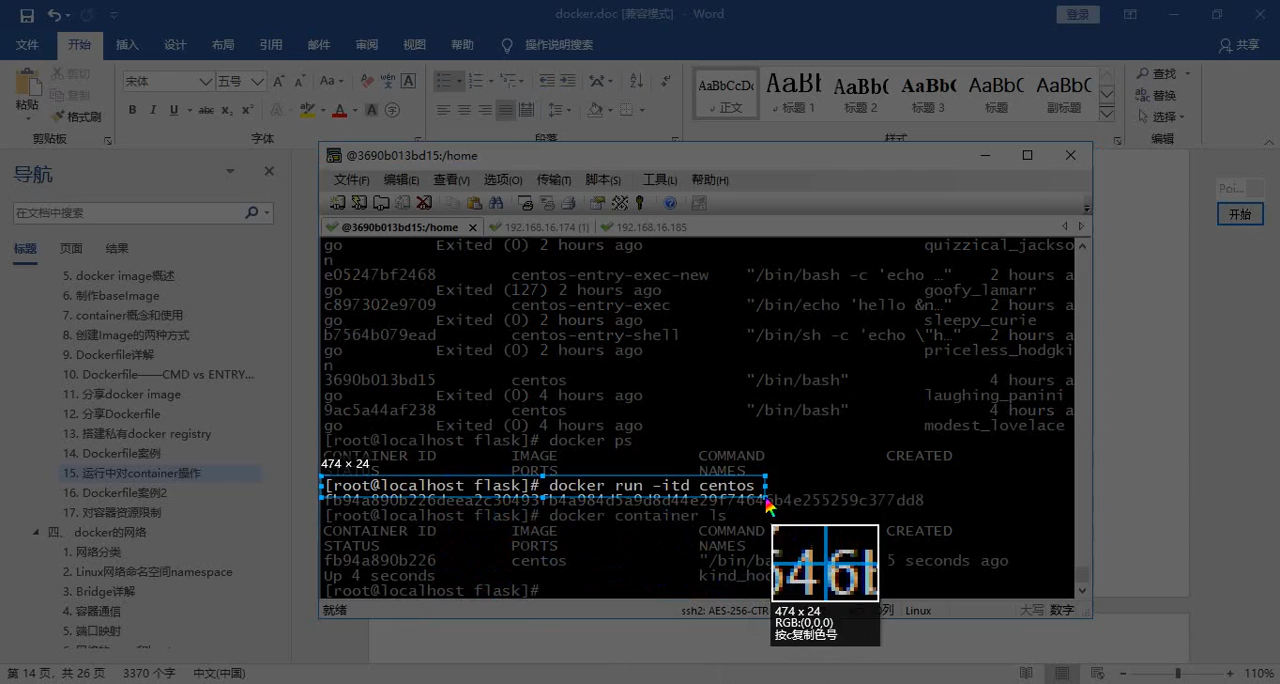 docker.doc [兼容模式] - Word
登录
文件 开始 插入 设计 布局 引用 邮件 审阅 视图 帮助 操作说明搜索 共享
粘贴 剪切 复制 格式刷
宋体 五号
AaBbCcDc AaBl AaBbC AaBbC AaBbC AaBbC
正文 标题 1 标题 2 标题 3 标题 副标题
查找 替换 选择
剪贴板 字体 段落 样式 编辑
导航
在文档中搜索
标题 页面 结果
5. docker image概述
6. 制作baseImage
7. container概念和使用
8. 创建Image的两种方式
9. Dockerfile详解
10. Dockerfile——CMD vs ENTRY...
11. 分享docker image
12. 分享Dockerfile
13. 搭建私有docker registry
14. Dockerfile案例
15. 运行中对container操作
16. Dockerfile案例2
17. 对容器资源限制
四、docker的网络
1. 网络分类
2. Linux网络命名空间namespace
3. Bridge详解
4. 容器通信
5. 端口映射
@3690b013bd15:/home
文件(F) 编辑(E) 查看(V) 选项(O) 传输(T) 脚本(S) 工具(L) 帮助(H)
@3690b013bd15:/home 192.168.16.174 (1) 192.168.16.185
go Exited (0) 2 hours ago quizzical_jackso
n
e05247bf2468 centos-entry-exec-new "/bin/bash -c 'echo …" 2 hours a
go Exited (127) 2 hours ago goofy_lamarr
c897302e9709 centos-entry-exec "/bin/echo 'hello &n…" 2 hours a
go Exited (0) 2 hours ago sleepy_curie
b7564b079ead centos-entry-shell "/bin/sh -c 'echo \"h…" 2 hours a
go Exited (0) 2 hours ago priceless_hodgki
n
3690b013bd15 centos "/bin/bash" 4 hours a
go Exited (0) 4 hours ago laughing_panini
9ac5a44af238 centos "/bin/bash" 4 hours a
go Exited (0) 4 hours ago modest_lovelace
[root@localhost flask]# docker ps
CONTAINER ID IMAGE COMMAND CREATED
STATUS PORTS NAMES
474 × 24
[root@localhost flask]# docker run -itd centos
[root@localhost flask]# docker container ls
CONTAINER ID IMAGE COMMAND CREATED
STATUS PORTS NAMES
fb94a890b226 centos "/bin/ba 5 seconds ago
Up 4 seconds kind_hoo
[root@localhost flask]#
就绪 ssh2: AES-256-CTR Linux 大写 数字
474 x 24
RGB:(0,0,0)
按c复制色号
Poi...
开始
第 14 页，共 26 页 3370 个字 中文(中国) 110%